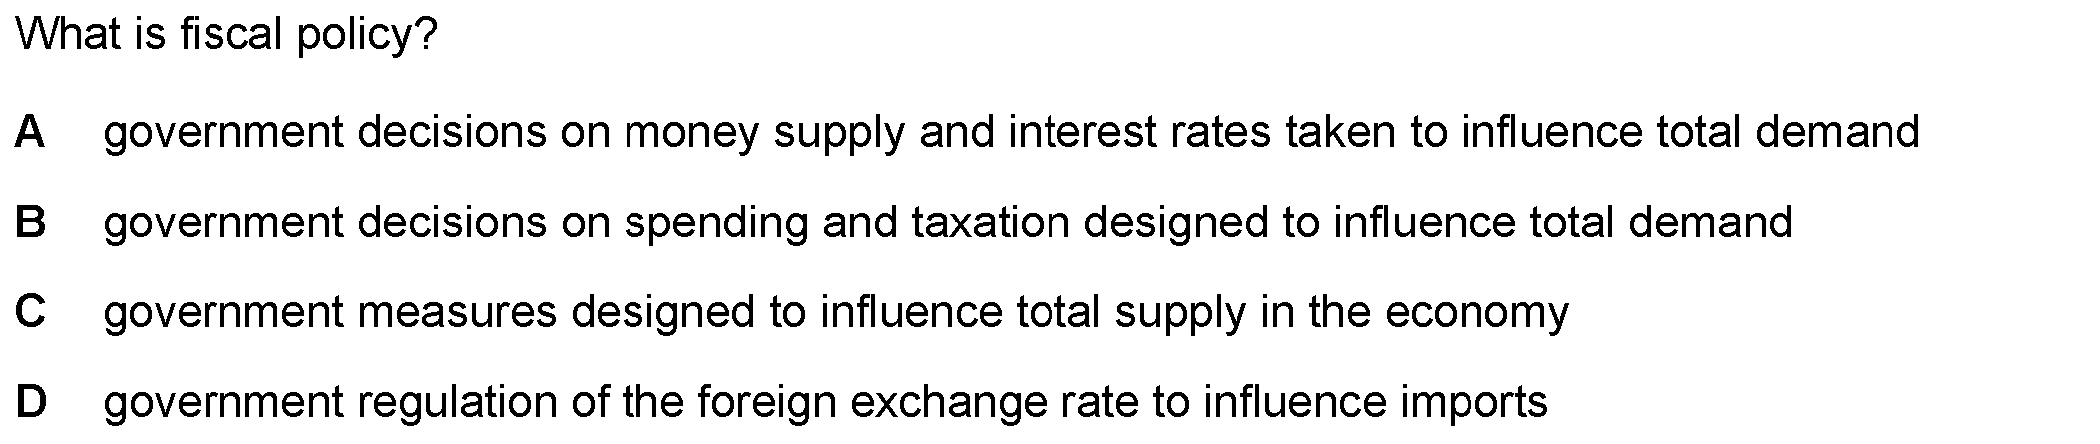 What is fiscal policy?
A government decisions on money supply and interest rates taken to influence total demand
B government decisions on spending and taxation designed to influence total demand
C government measures designed to influence total supply in the economy
D government regulation of the foreign exchange rate to influence imports